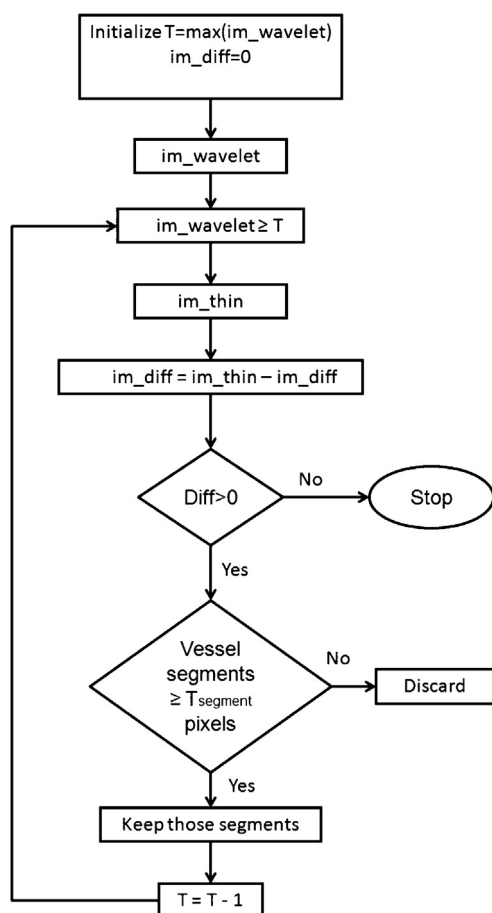 Initialize T=max(im_wavelet)
im_diff=0
im_wavelet
im_wavelet ≥ T
im_thin
im_diff = im_thin – im_diff
Diff>0
No
Stop
Yes
Vessel
segments
≥ Tsegment
pixels
No
Discard
Yes
Keep those segments
T = T - 1